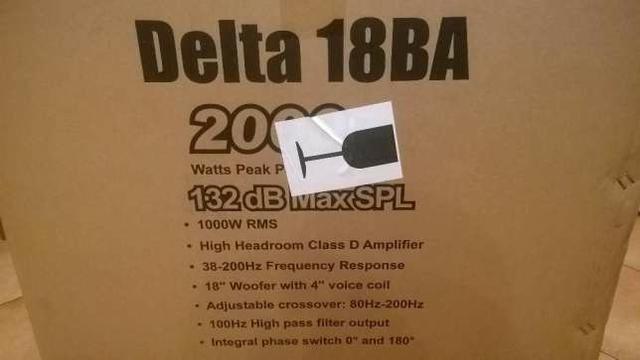 Delta 18BA
Watts Peak
132 dB Max SPL
• 1000W RMS
• High Headroom Class D Amplifier
• 38-200Hz Frequency Response
• 18" Woofer with 4" voice coil
• Adjustable crossover: 80Hz-200Hz
• 100Hz High pass filter output
• Integral phase switch 0° and 180°